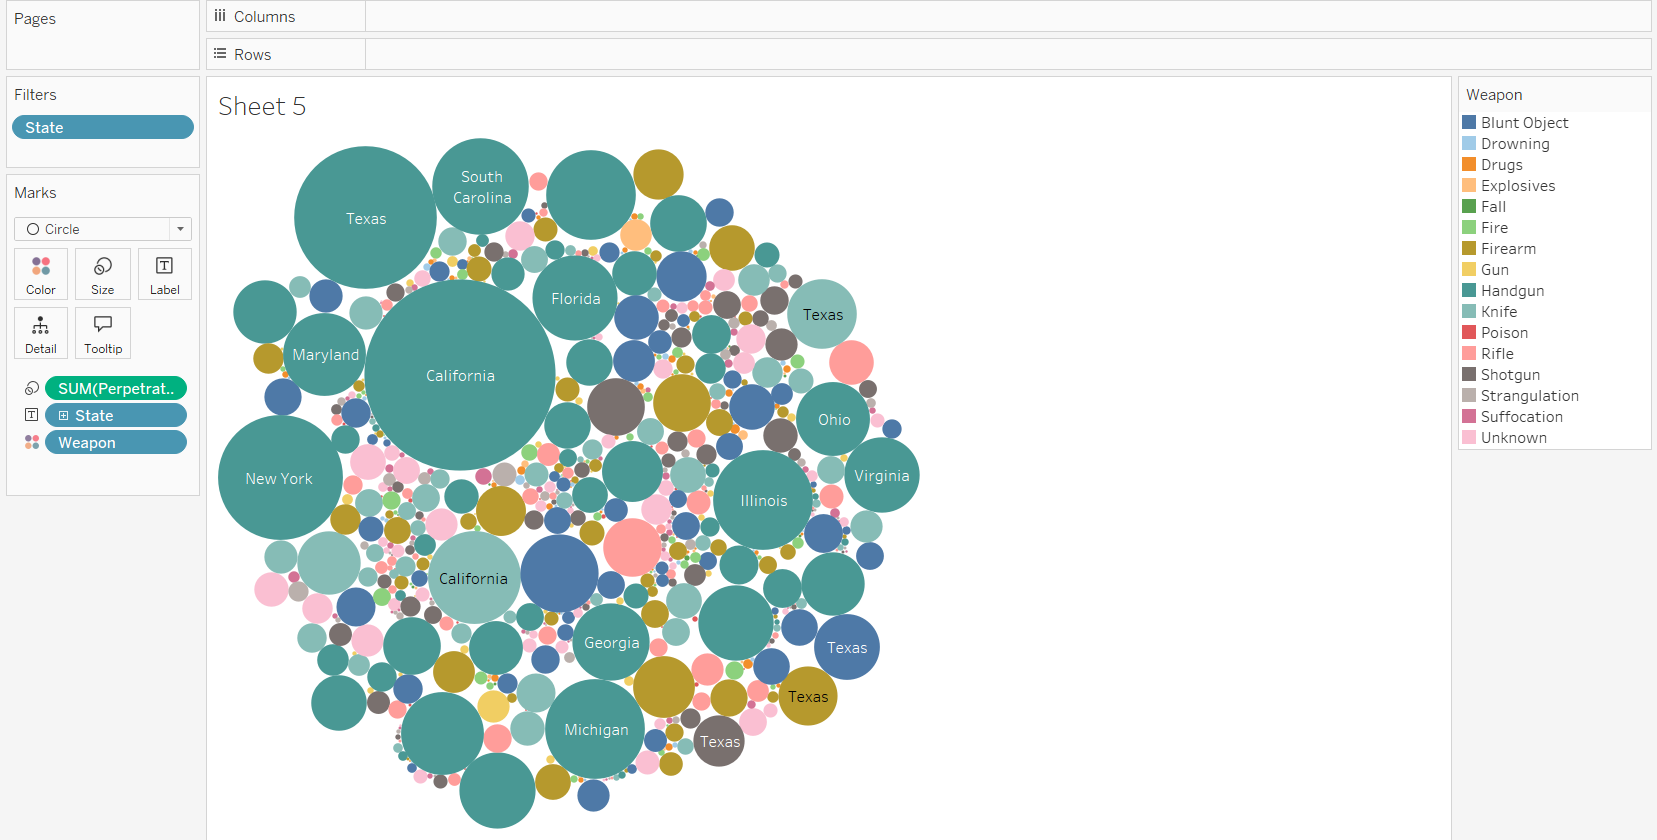 Pages
Columns
Rows
Filters
State
Marks
Circle
Color
Size
Label
Detail
Tooltip
SUM(Perpetrat..
State
Weapon
Sheet 5
Texas
South
Carolina
Florida
Texas
Maryland
California
Ohio
New York
Virginia
Illinois
California
Georgia
Texas
Texas
Michigan
Texas
Weapon
Blunt Object
Drowning
Drugs
Explosives
Fall
Fire
Firearm
Gun
Handgun
Knife
Poison
Rifle
Shotgun
Strangulation
Suffocation
Unknown